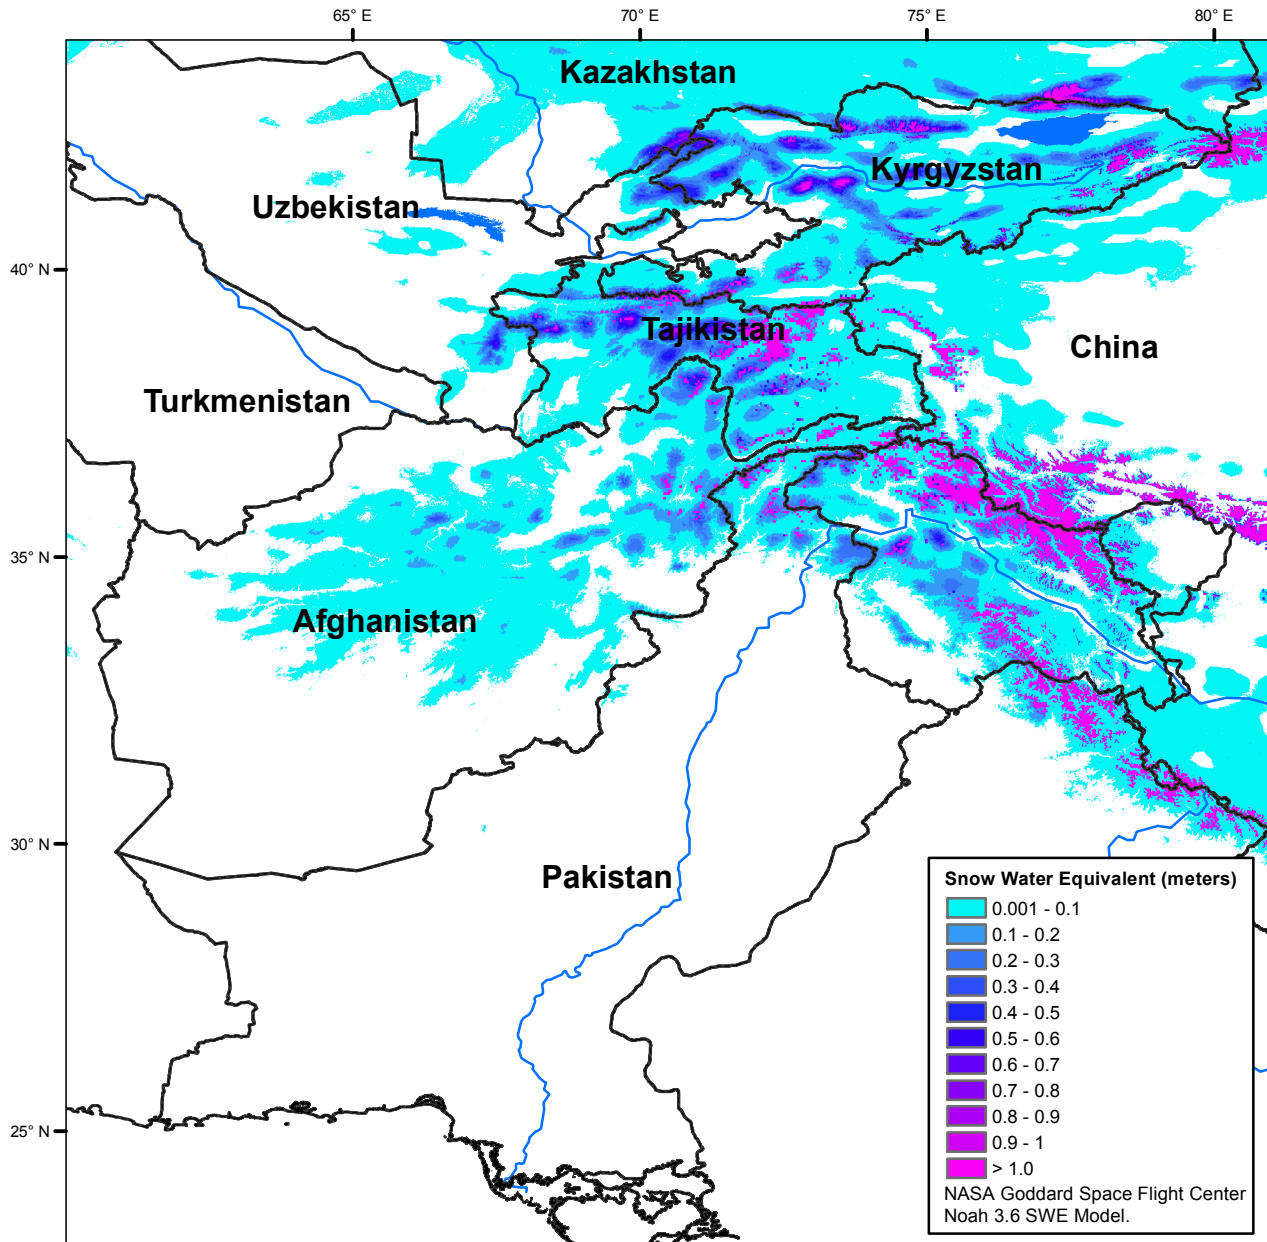 65° E
70° E
75° E
80° E
Kazakhstan
Kyrgyzstan
Uzbekistan
40° N
Tajikistan
China
Turkmenistan
35° N
Afghanistan
30° N
Pakistan
25° N
Snow Water Equivalent (meters)
0.001 - 0.1
0.1 - 0.2
0.2 - 0.3
0.3 - 0.4
0.4 - 0.5
0.5 - 0.6
0.6 - 0.7
0.7 - 0.8
0.8 - 0.9
0.9 - 1
> 1.0
NASA Goddard Space Flight Center
Noah 3.6 SWE Model.